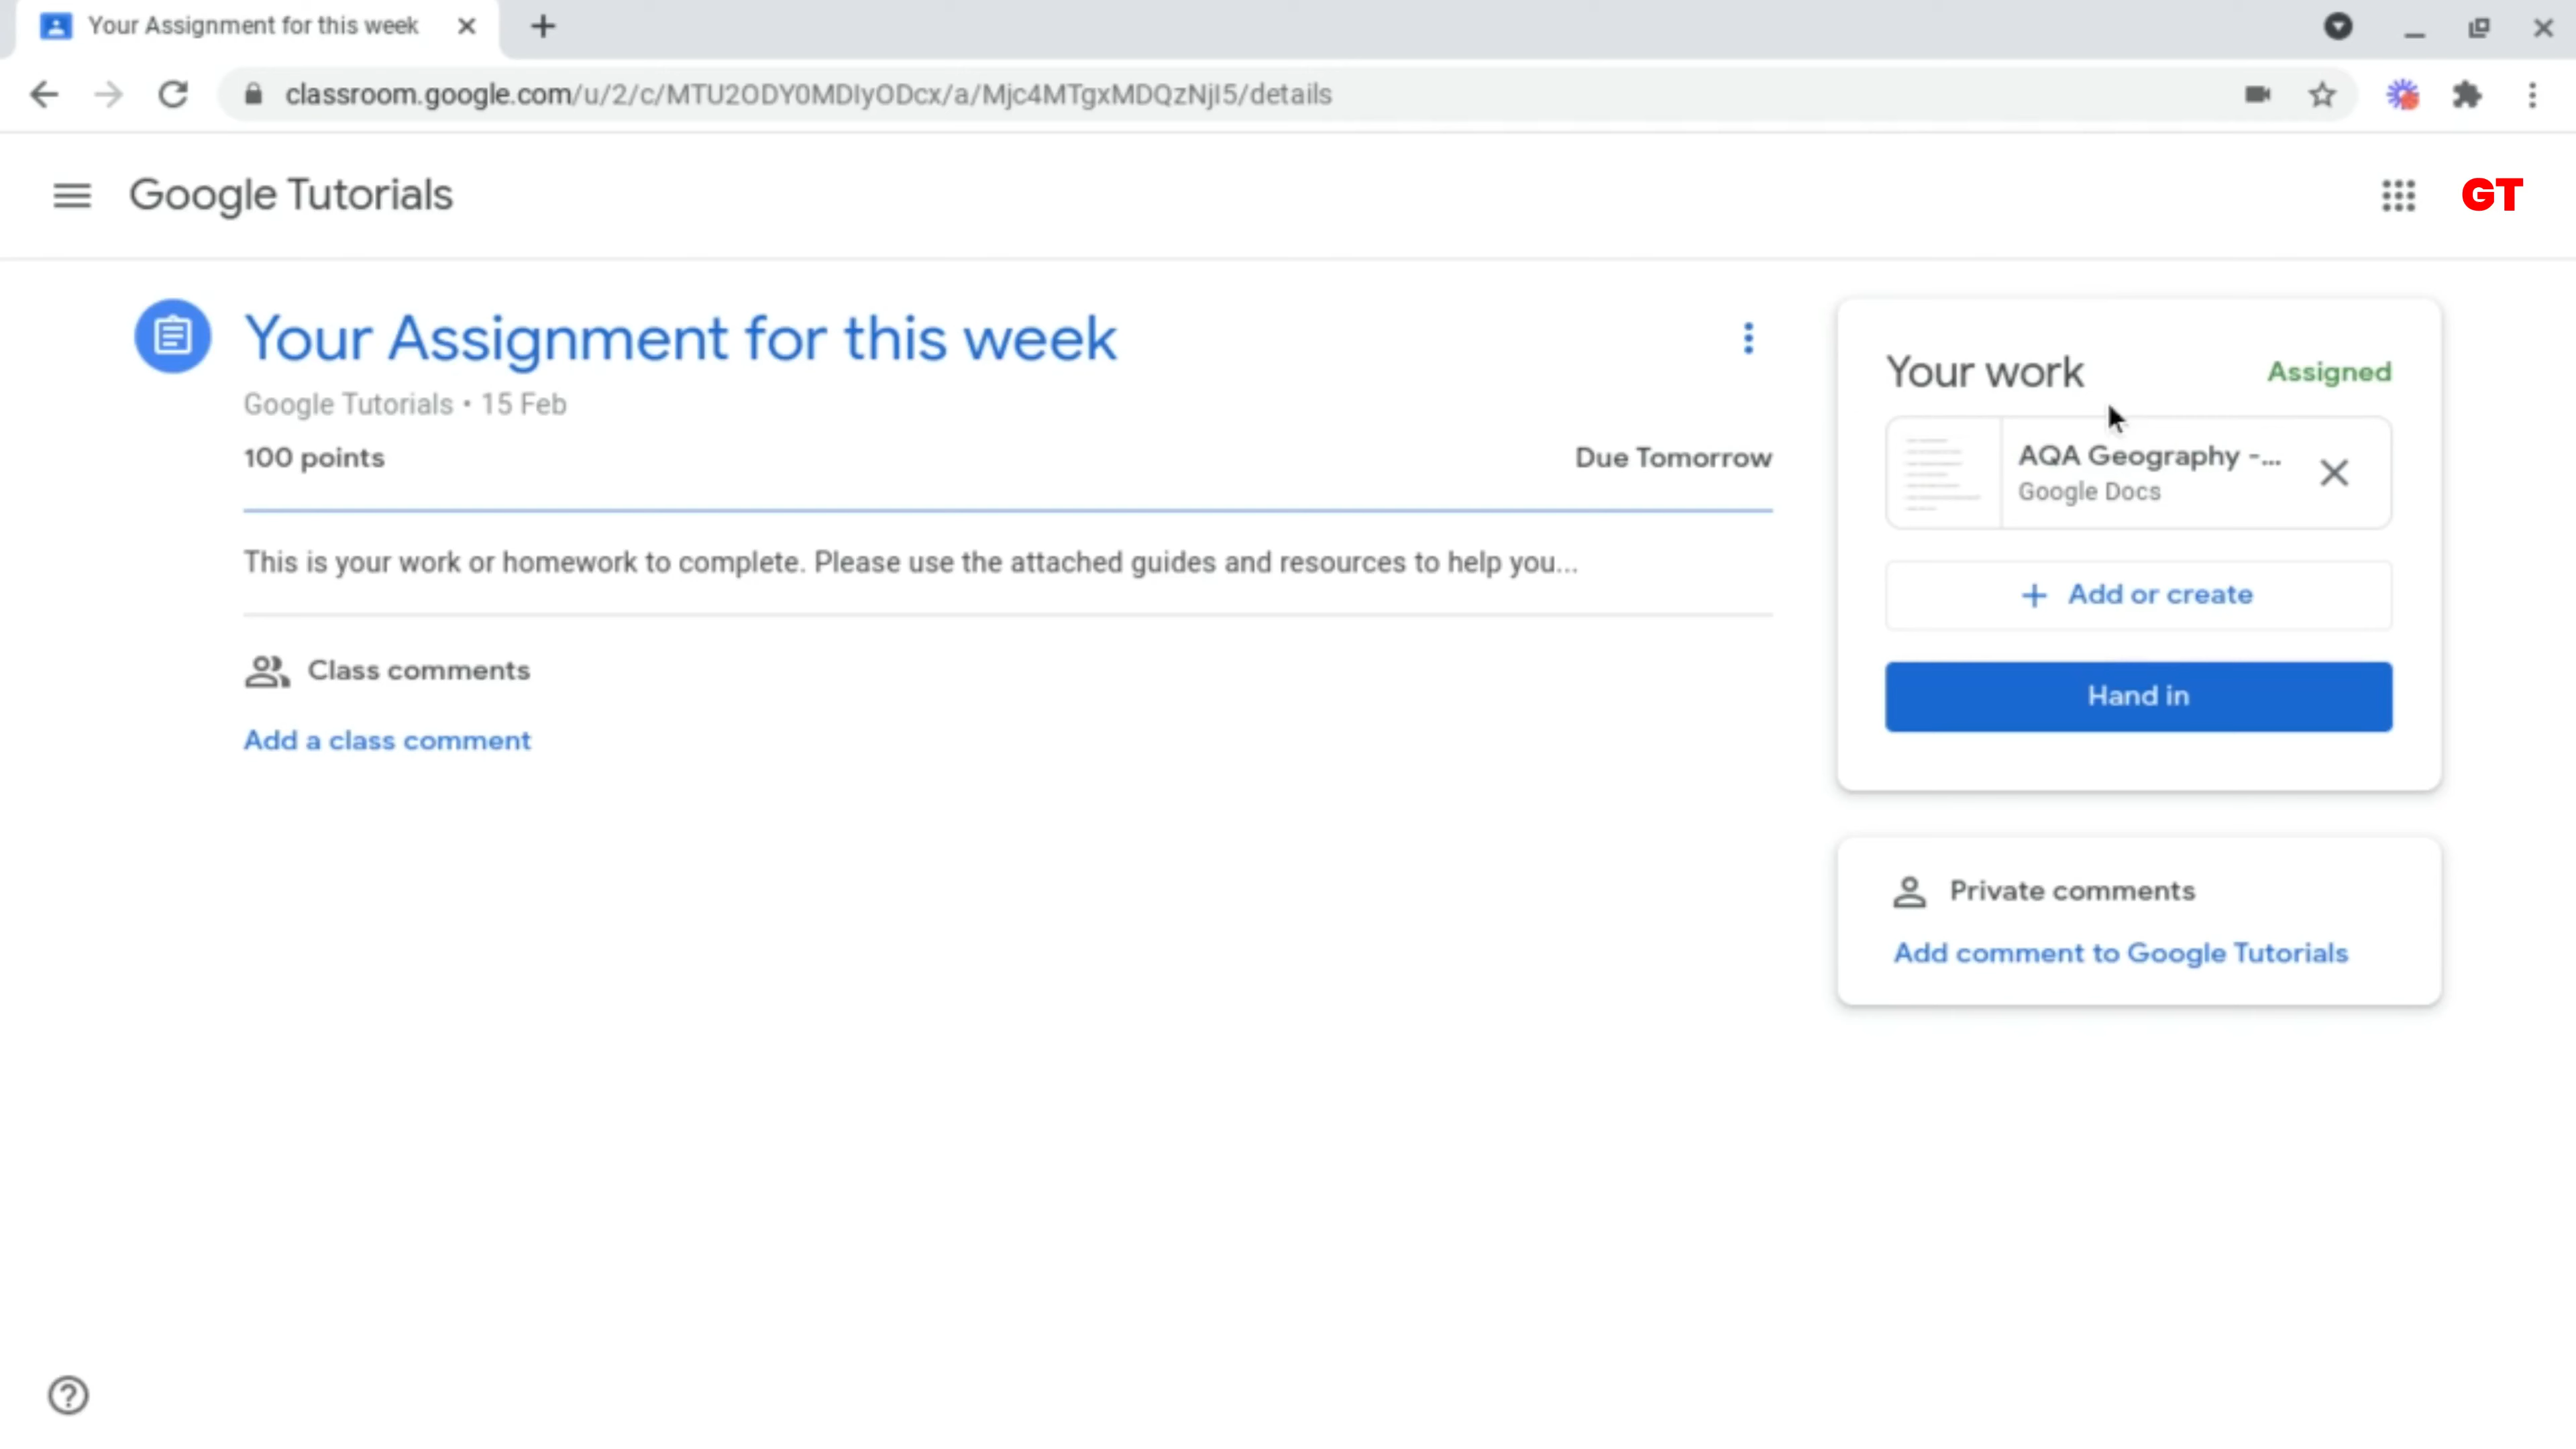 Your Assignment for this week
classroom.google.com/u/2/c/MTU2ODY0MDIyODcx/a/Mjc4MTgxMDQzNjI5/details
Google Tutorials
GT
Your Assignment for this week
Google Tutorials • 15 Feb
100 points
Due Tomorrow
This is your work or homework to complete. Please use the attached guides and resources to help you...
Class comments
Add a class comment
Your work
Assigned
AQA Geography -...
Google Docs
+ Add or create
Hand in
Private comments
Add comment to Google Tutorials